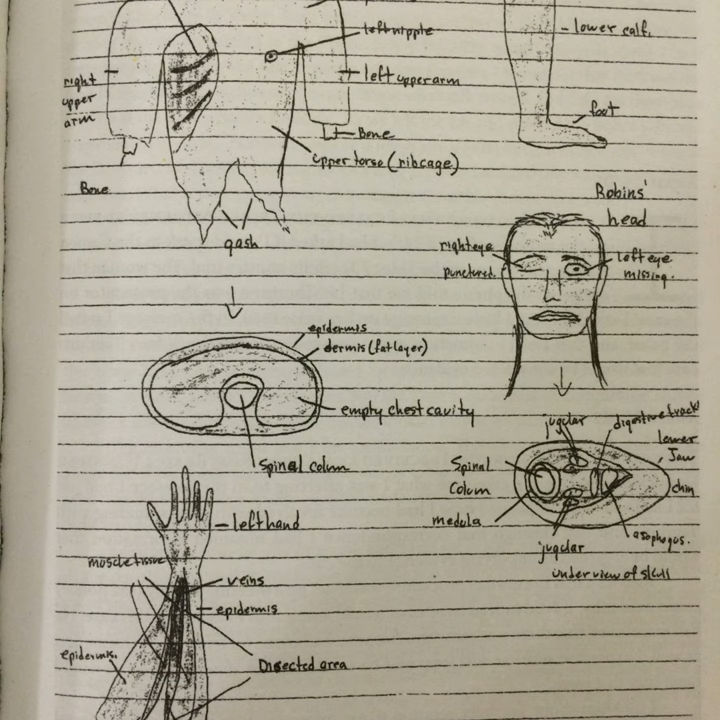 left nipple
right
upper
arm
left upper arm
Bone
upper torso (ribcage)
Bone
gash
lower calf.
foot
Robins'
head
right eye
punctured.
left eye
missing.
epidermis
dermis (fat layer)
empty chest cavity
Spinal colum
jugular
digestive track
lower
Jaw
chin
Spinal
Colum
medula
jugular
asophogus.
under view of skull
left hand
muscle tissue
veins
epidermis
epidermis.
Disected area